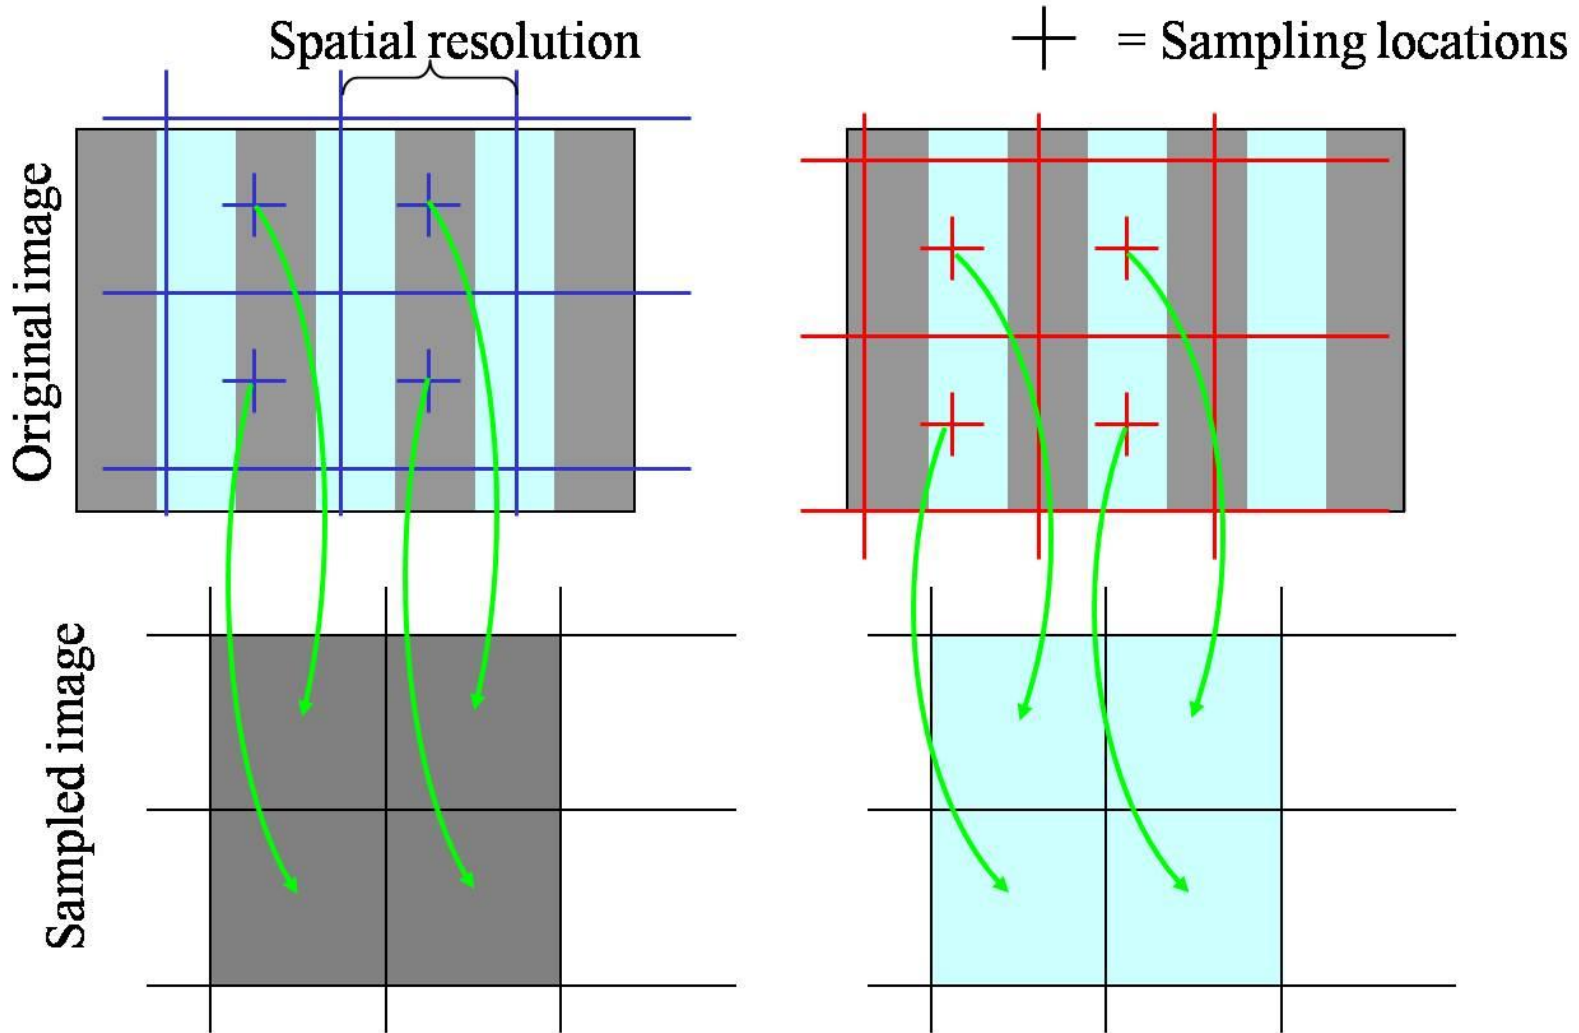 Spatial resolution
= Sampling locations
Original image
Sampled image